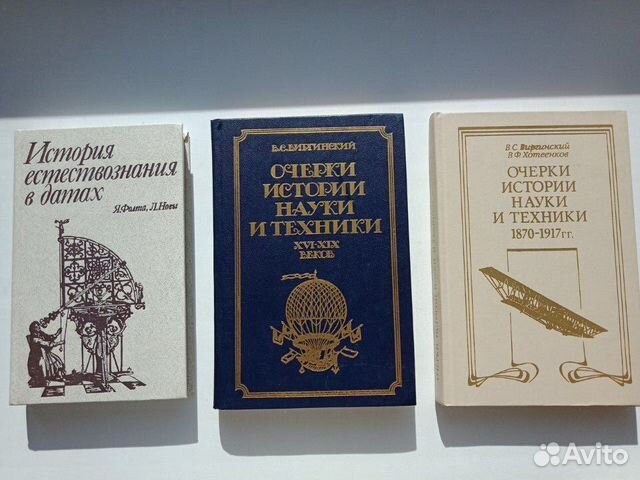 История
естествознания
в датах
Я. Фолта, Л. Новы
В.С. Виргинский
ОЧЕРКИ
ИСТОРИИ
НАУКИ
И ТЕХНИКИ
XVI-XIX
ВЕКОВ
В.С. Виргинский
В.Ф. Хотеенков
ОЧЕРКИ
ИСТОРИИ
НАУКИ
И ТЕХНИКИ
1870-1917 гг.
Avito